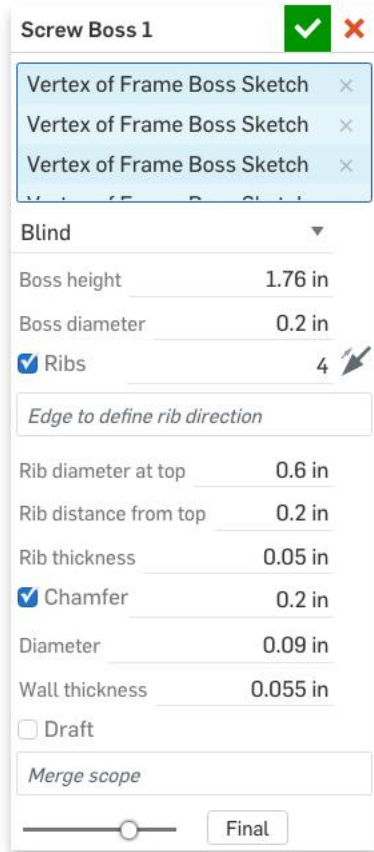 Screw Boss 1
Vertex of Frame Boss Sketch
Vertex of Frame Boss Sketch
Vertex of Frame Boss Sketch
Blind
Boss height 1.76 in
Boss diameter 0.2 in
Ribs 4
Edge to define rib direction
Rib diameter at top 0.6 in
Rib distance from top 0.2 in
Rib thickness 0.05 in
Chamfer 0.2 in
Diameter 0.09 in
Wall thickness 0.055 in
Draft
Merge scope
Final